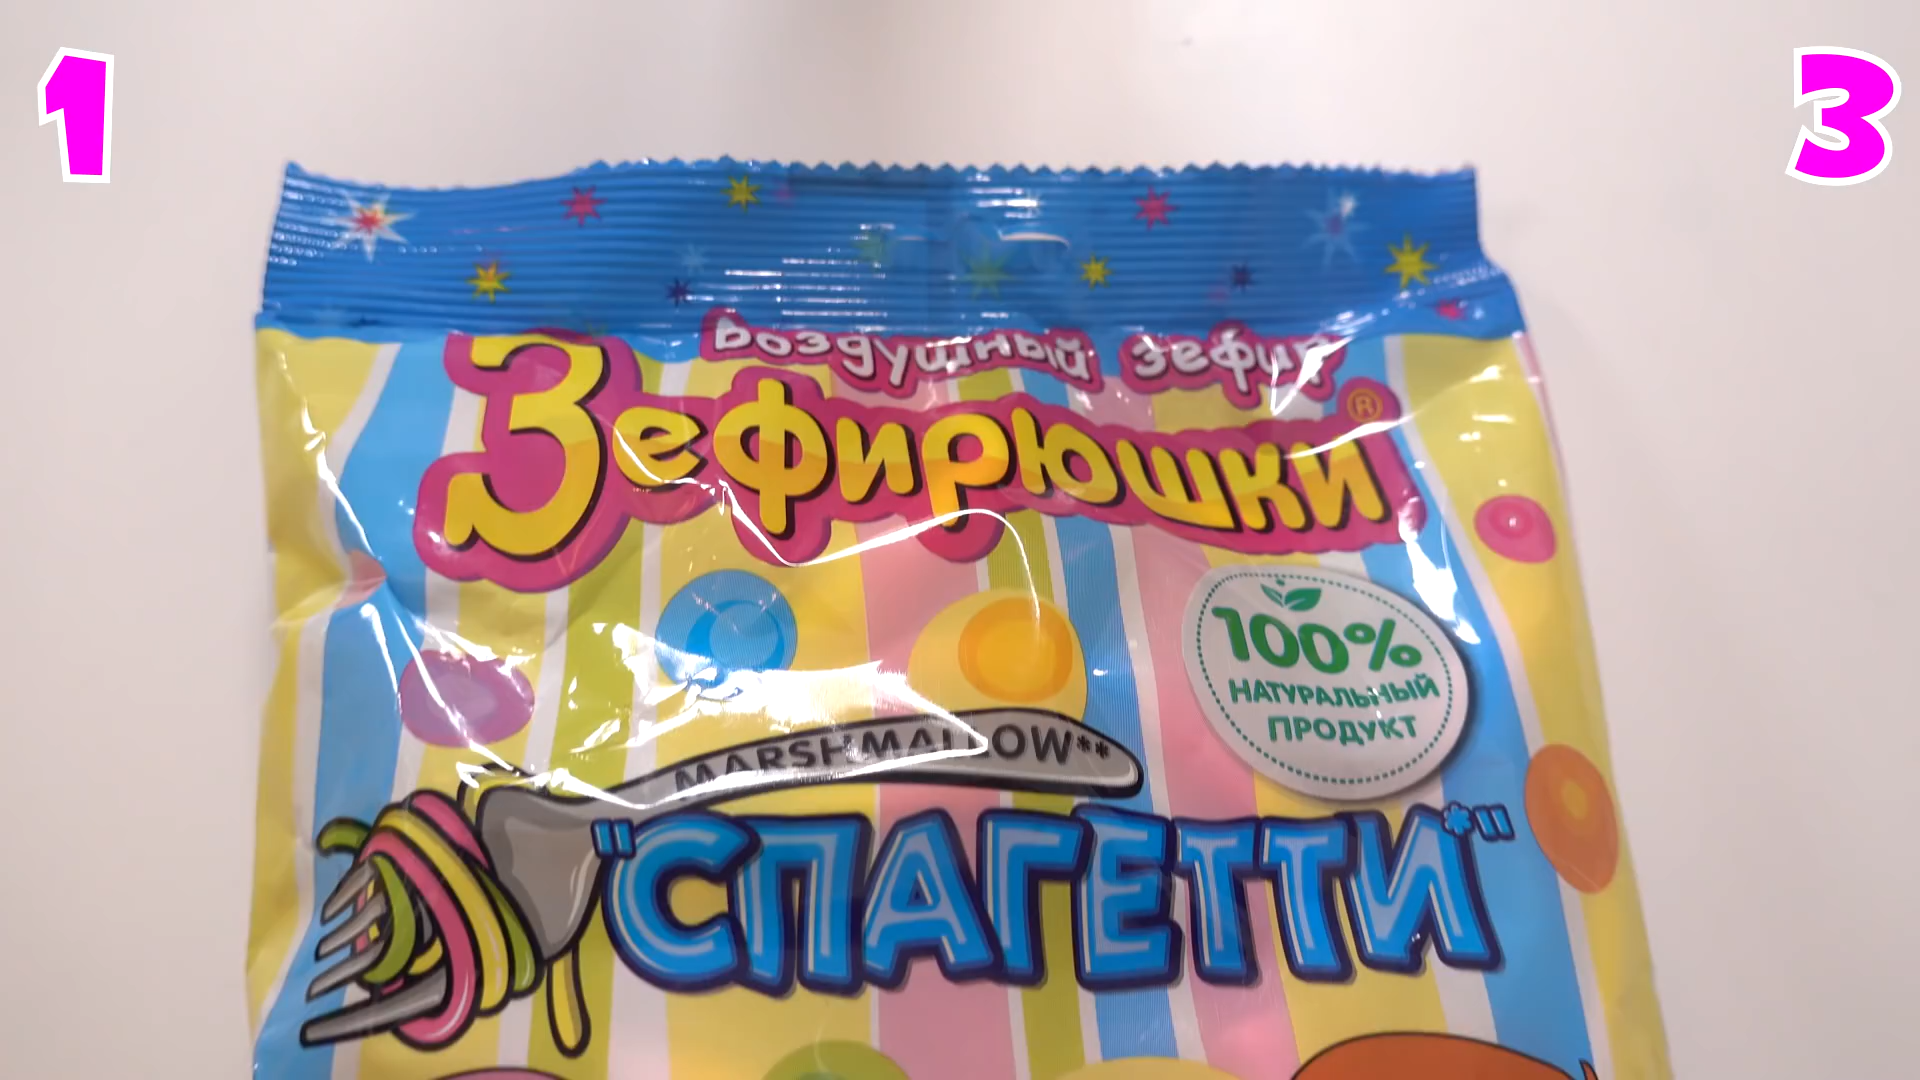 1
3
Воздушный зефир
Зефирюшки®
100%
НАТУРАЛЬНЫЙ
ПРОДУКТ
MARSHMALLOW**
"СПАГЕТТИ*"